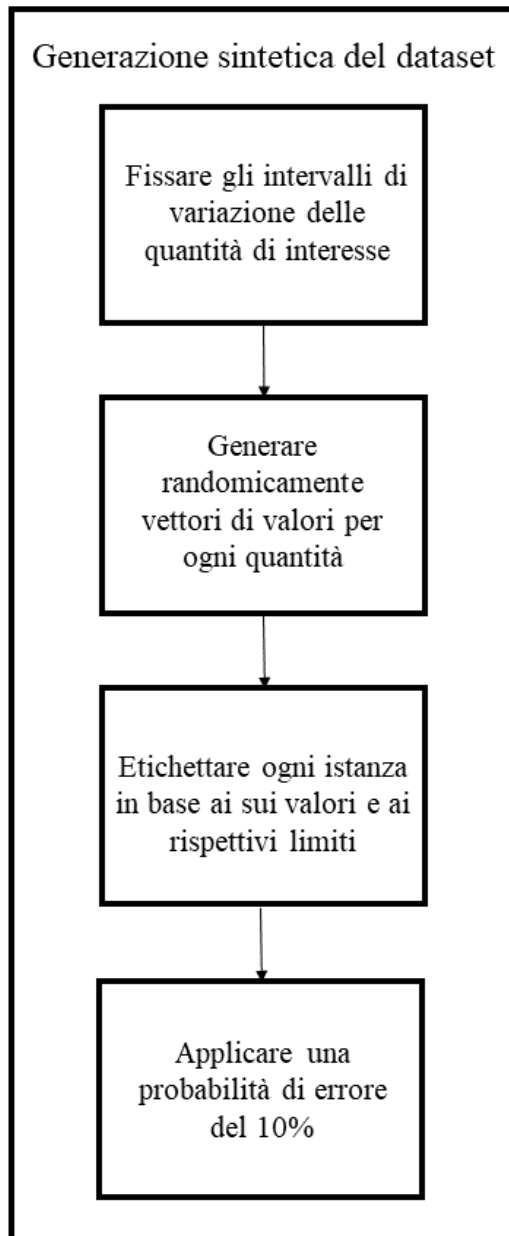 Generazione sintetica del dataset
Fissare gli intervalli di
variazione delle
quantità di interesse
Generare
randomicamente
vettori di valori per
ogni quantità
Etichettare ogni istanza
in base ai sui valori e ai
rispettivi limiti
Applicare una
probabilità di errore
del 10%